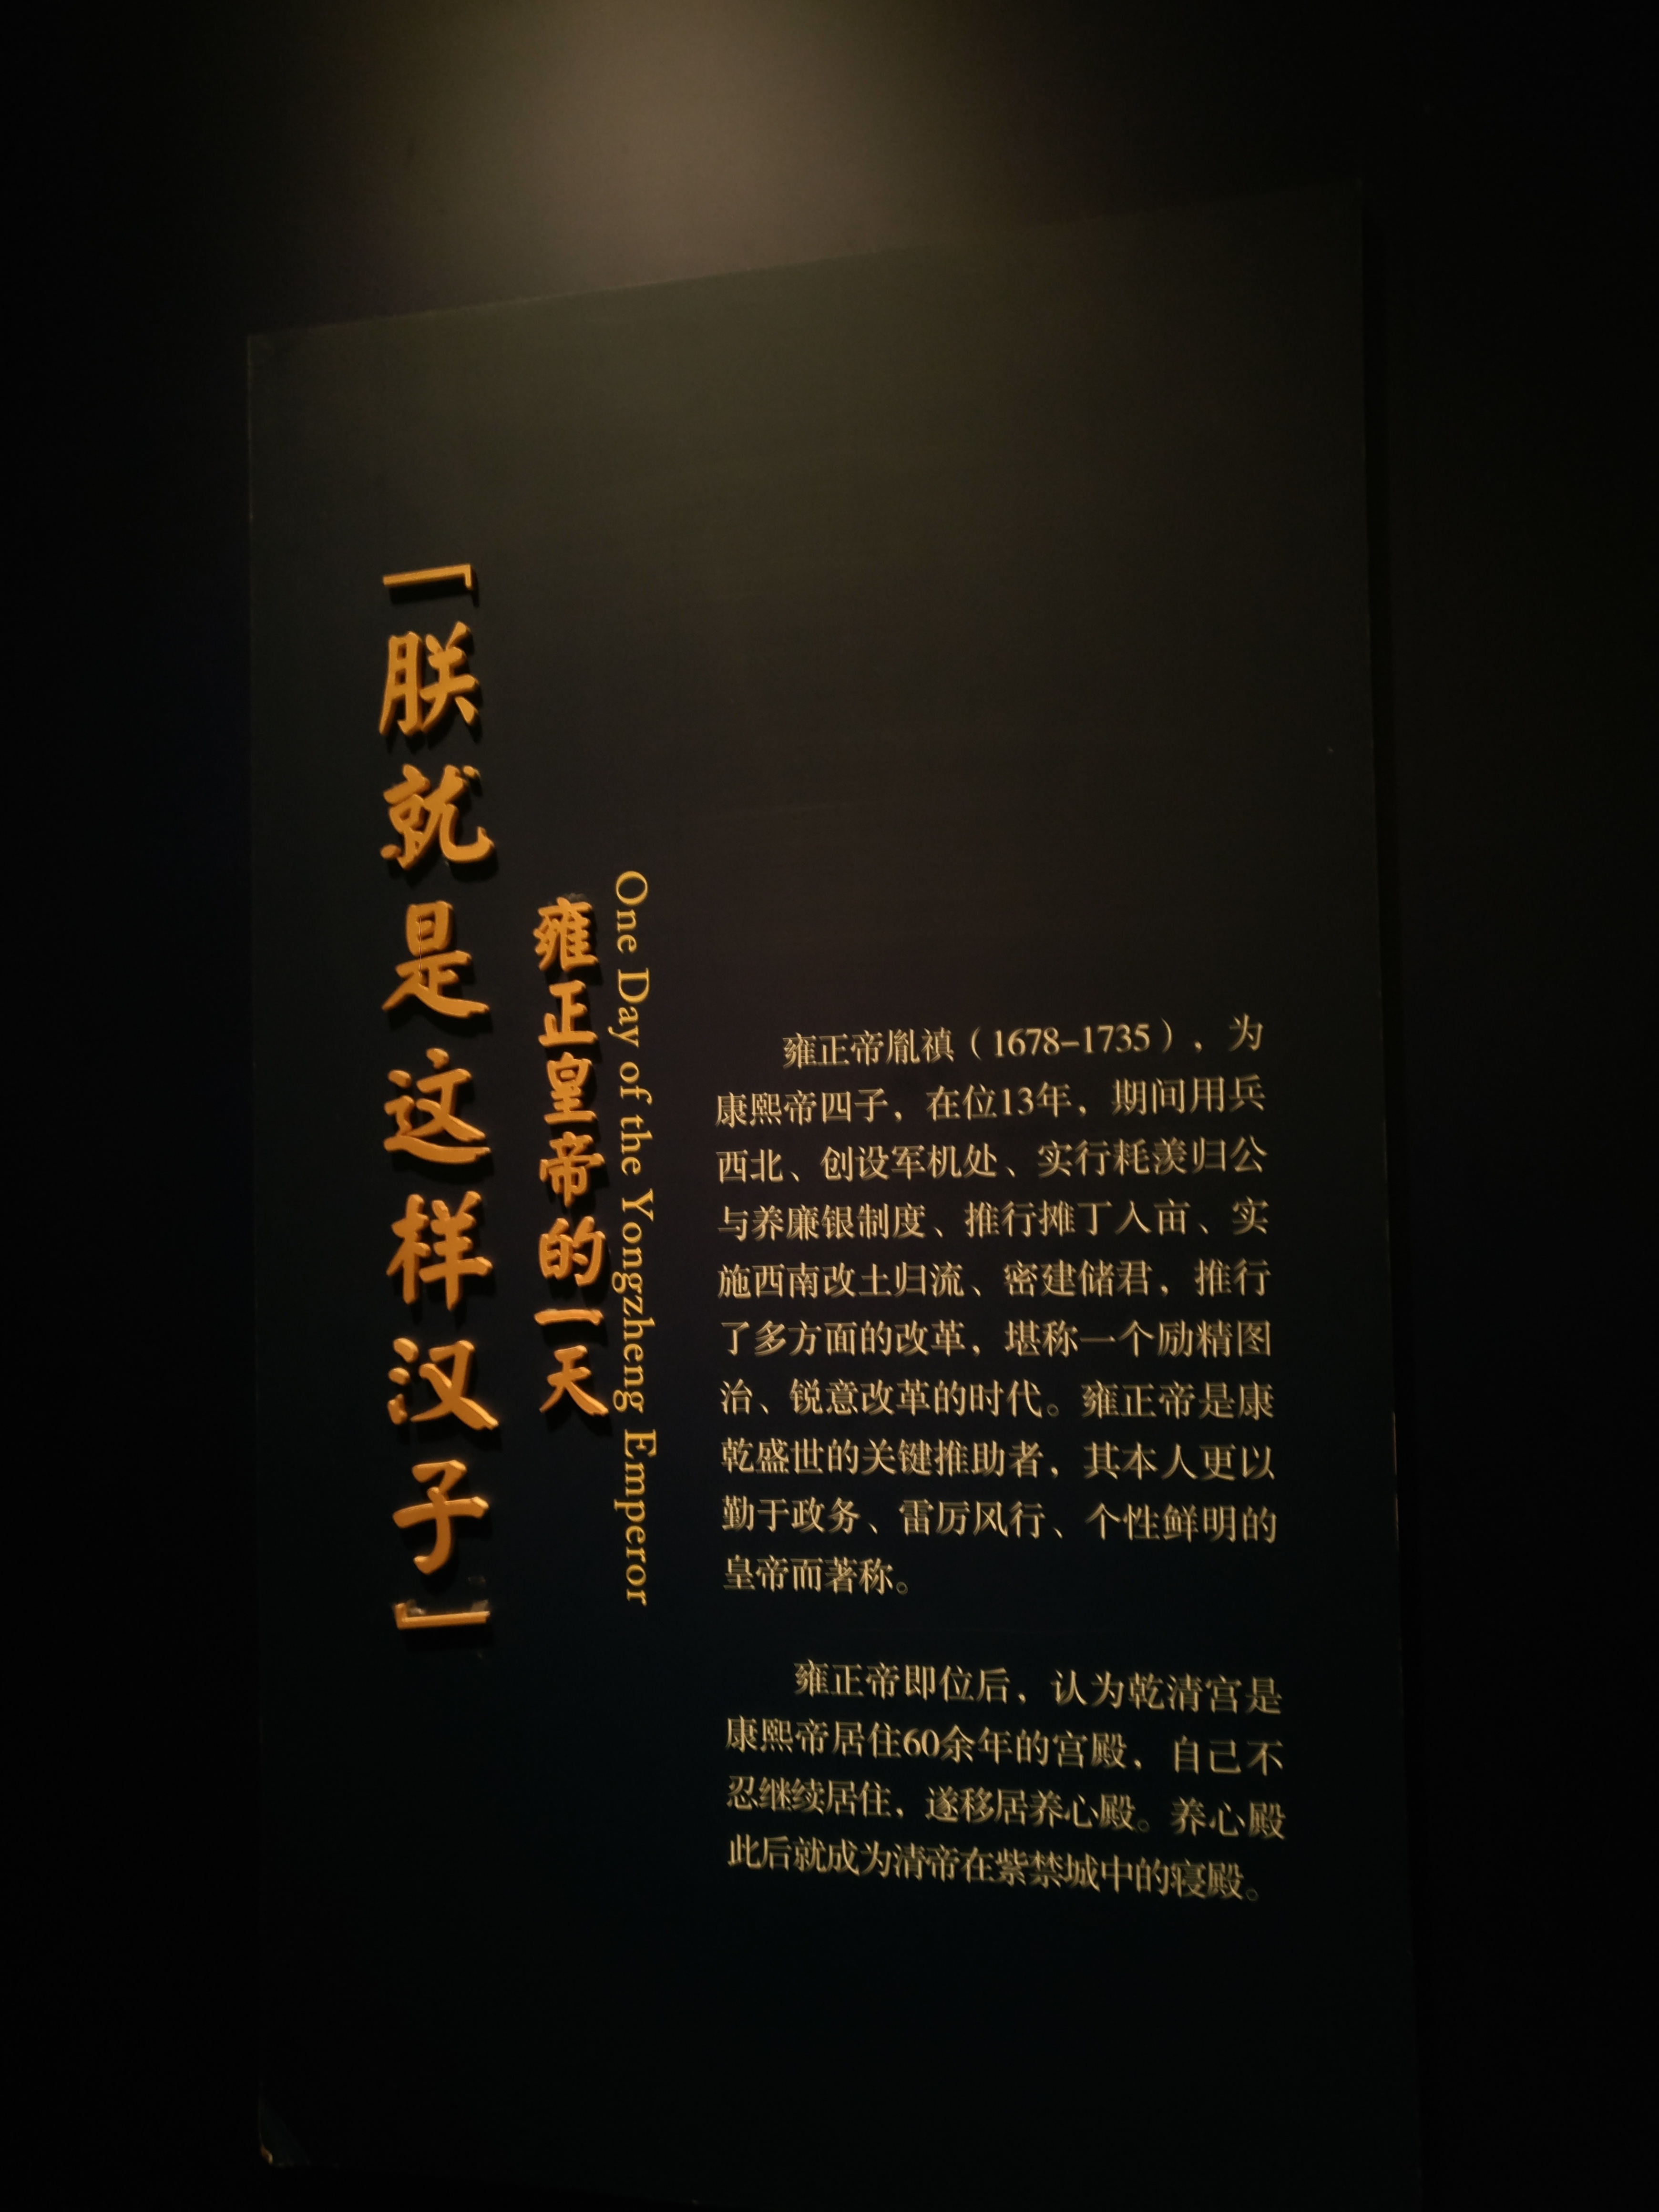 「朕就是这样汉子」
雍正皇帝的一天
One Day of the Yongzheng Emperor
雍正帝胤禛（1678-1735），为
康熙帝四子，在位13年，期间用兵
西北、创设军机处、实行耗羡归公
与养廉银制度、推行摊丁入亩、实
施西南改土归流、密建储君，推行
了多方面的改革，堪称一个励精图
治、锐意改革的时代。雍正帝是康
乾盛世的关键推助者，其本人更以
勤于政务、雷厉风行、个性鲜明的
皇帝而著称。
雍正帝即位后，认为乾清宫是
康熙帝居住60余年的宫殿，自己不
忍继续居住，遂移居养心殿。养心殿
此后就成为清帝在紫禁城中的寝殿。